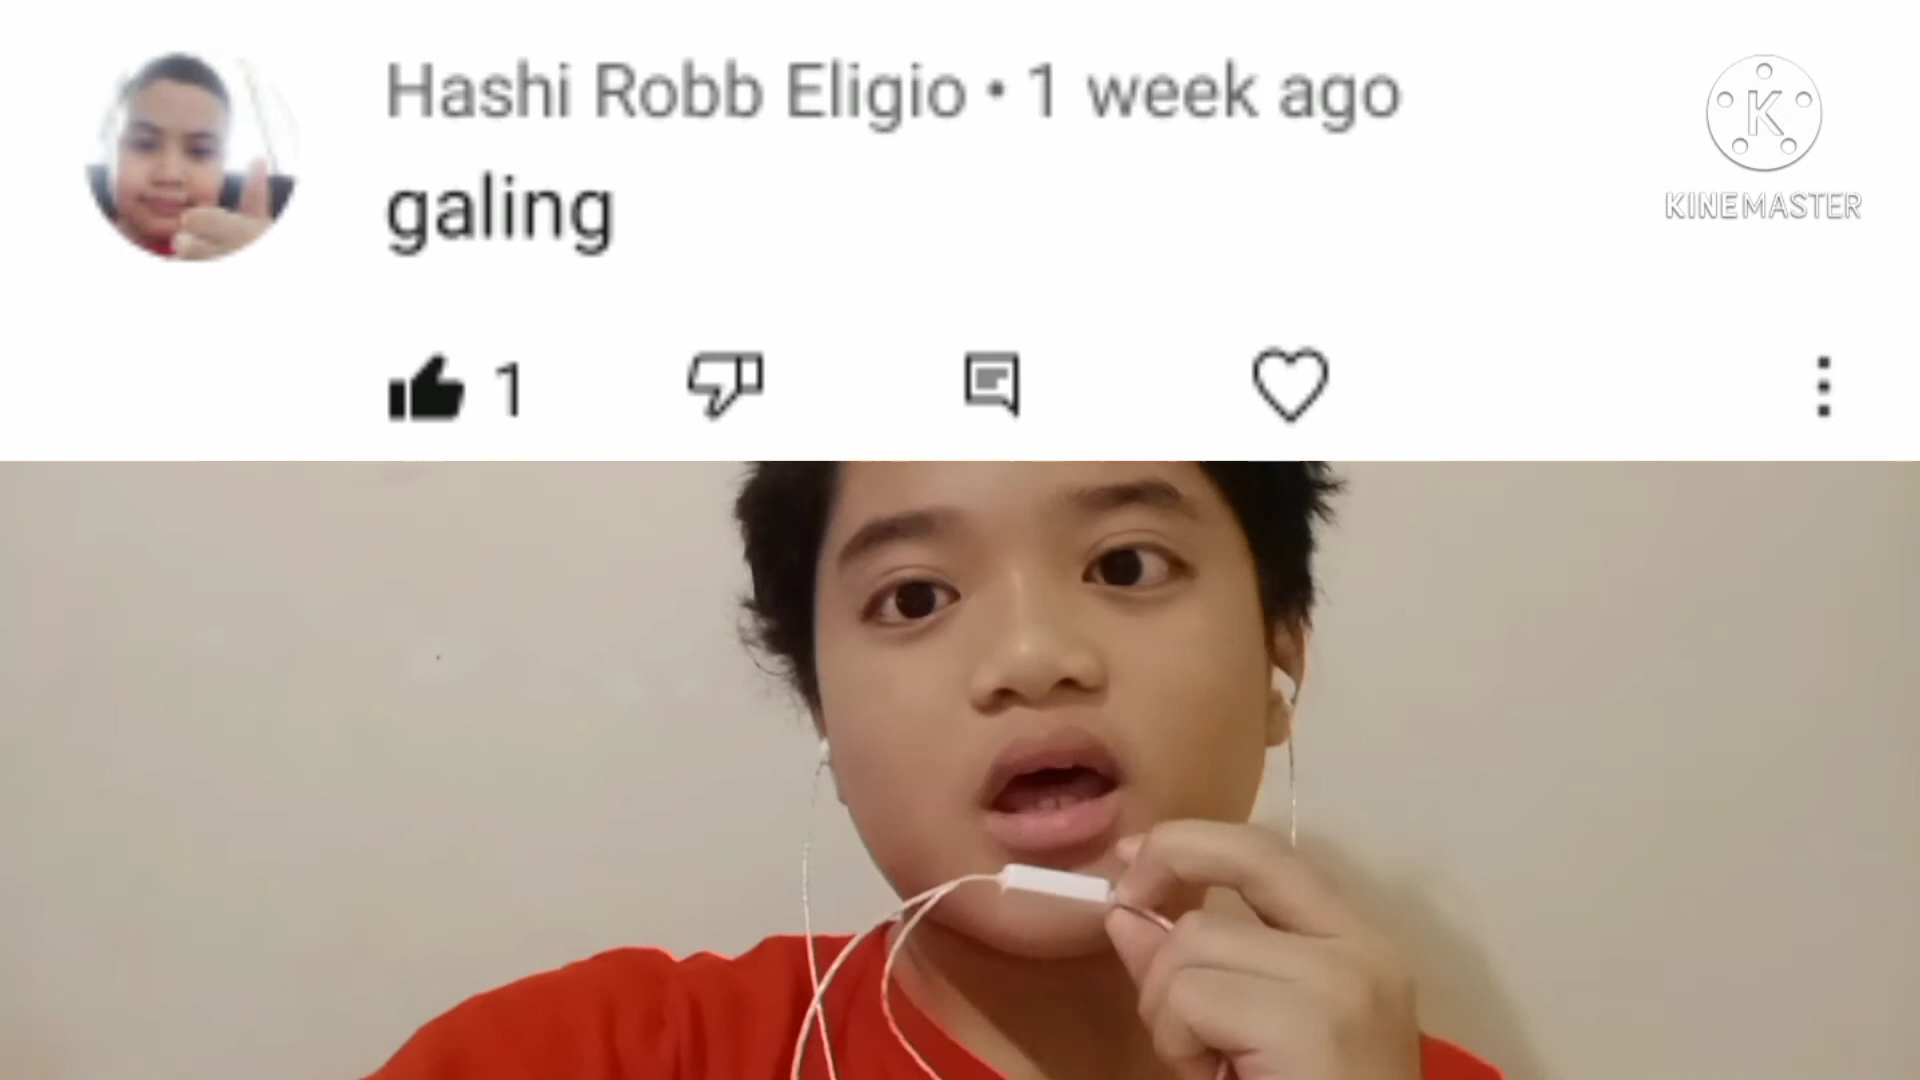 Hashi Robb Eligio • 1 week ago
galing
1
K
KINEMASTER